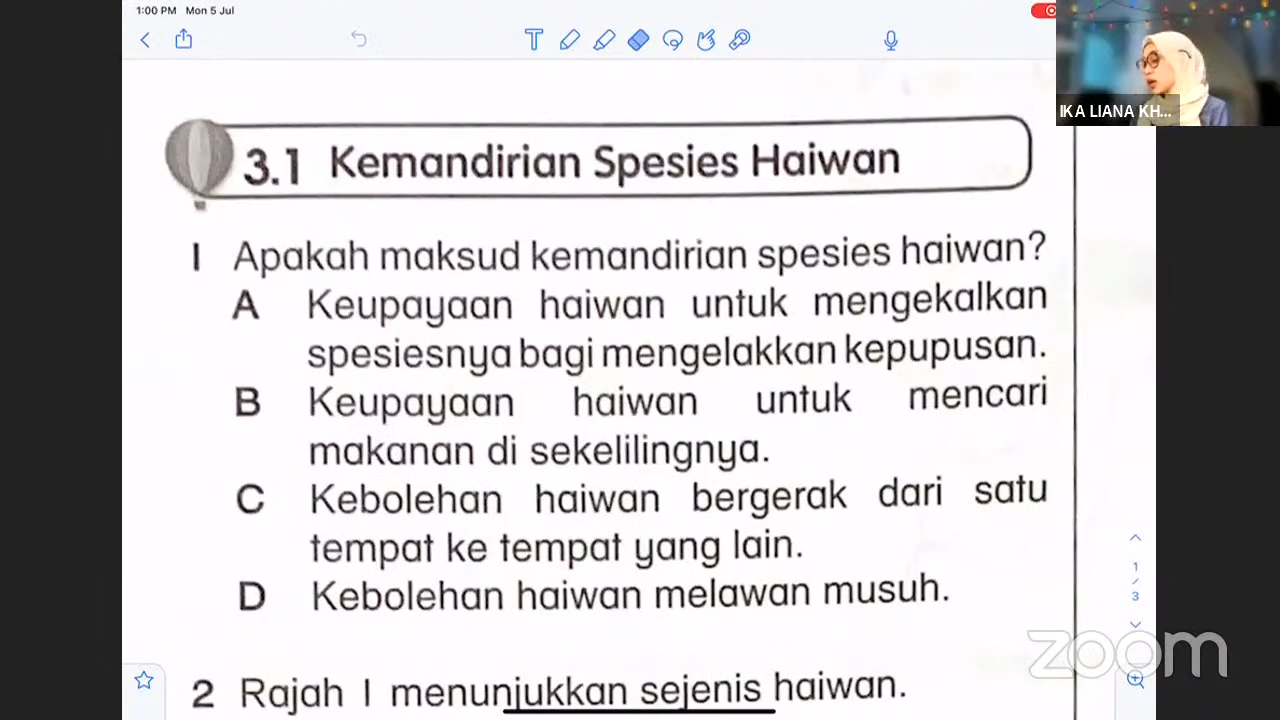 1:00 PM Mon 5 Jul
IKA LIANA KH...
3.1 Kemandirian Spesies Haiwan
1 Apakah maksud kemandirian spesies haiwan?
A Keupayaan haiwan untuk mengekalkan
spesiesnya bagi mengelakkan kepupusan.
B Keupayaan haiwan untuk mencari
makanan di sekelilingnya.
C Kebolehan haiwan bergerak dari satu
tempat ke tempat yang lain.
D Kebolehan haiwan melawan musuh.
1
/
3
zoom
2 Rajah 1 menunjukkan sejenis haiwan.